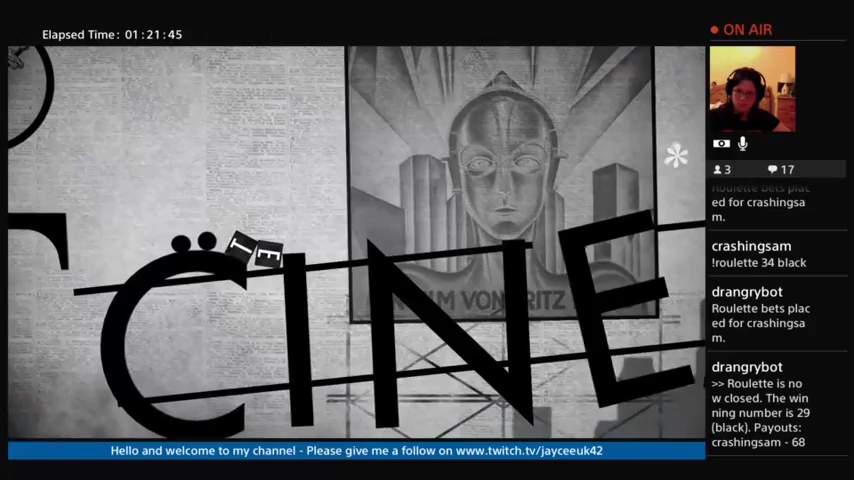 Elapsed Time: 01:21:45
ON AIR
3
17
Roulette bets plac
ed for crashingsa
m.
crashingsam
!roulette 34 black
drangrybot
Roulette bets plac
ed for crashingsa
m.
drangrybot
>> Roulette is no
w closed. The win
ning number is 29
(black). Payouts:
crashingsam - 68
T
TE
CINE
VON
RITZ
Hello and welcome to my channel - Please give me a follow on www.twitch.tv/jayceeuk42